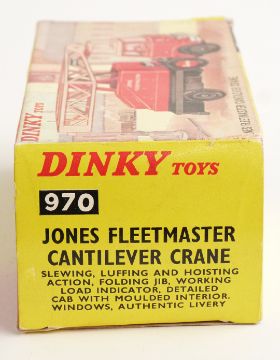 DINKY TOYS
DINKY TOYS
970
JONES FLEETMASTER
CANTILEVER CRANE
SLEWING, LUFFING AND HOISTING
ACTION, FOLDING JIB, WORKING
LOAD INDICATOR, DETAILED
CAB WITH MOULDED INTERIOR.
WINDOWS, AUTHENTIC LIVERY